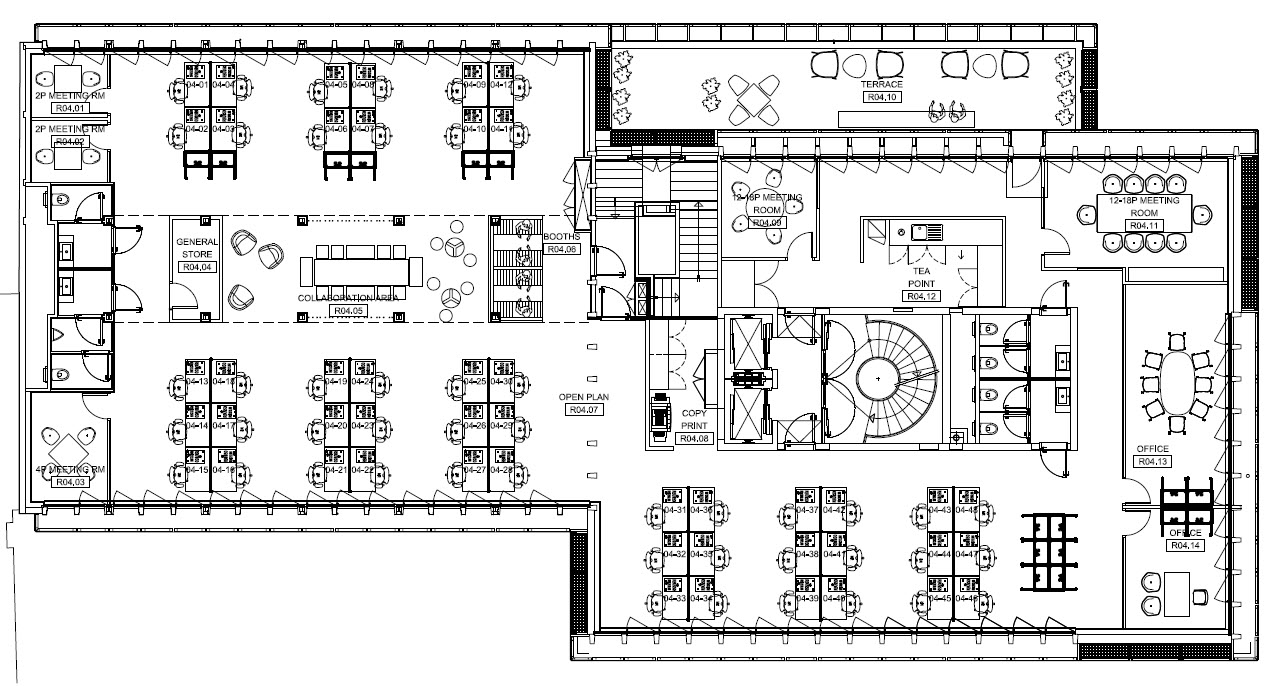 2P MEETING RM
R04.01
2P MEETING RM
R04.02
04-01 04-04
04-02 04-03
04-05 04-08
04-06 04-07
04-09 04-12
04-10 04-11
TERRACE
R04.10
12-18P MEETING
ROOM
R04.09
12-18P MEETING
ROOM
R04.11
GENERAL
STORE
R04.04
COLLABORATION AREA
R04.05
BOOTHS
R04.06
TEA
POINT
R04.12
04-13 04-18
04-14 04-17
04-15 04-16
04-19 04-24
04-20 04-23
04-21 04-22
04-25 04-30
04-26 04-29
04-27 04-28
OPEN PLAN
R04.07
COPY
PRINT
R04.08
4P MEETING RM
R04.03
OFFICE
R04.13
OFFICE
R04.14
04-31 04-36
04-32 04-35
04-33 04-34
04-37 04-42
04-38 04-41
04-39 04-40
04-43 04-48
04-44 04-47
04-45 04-46